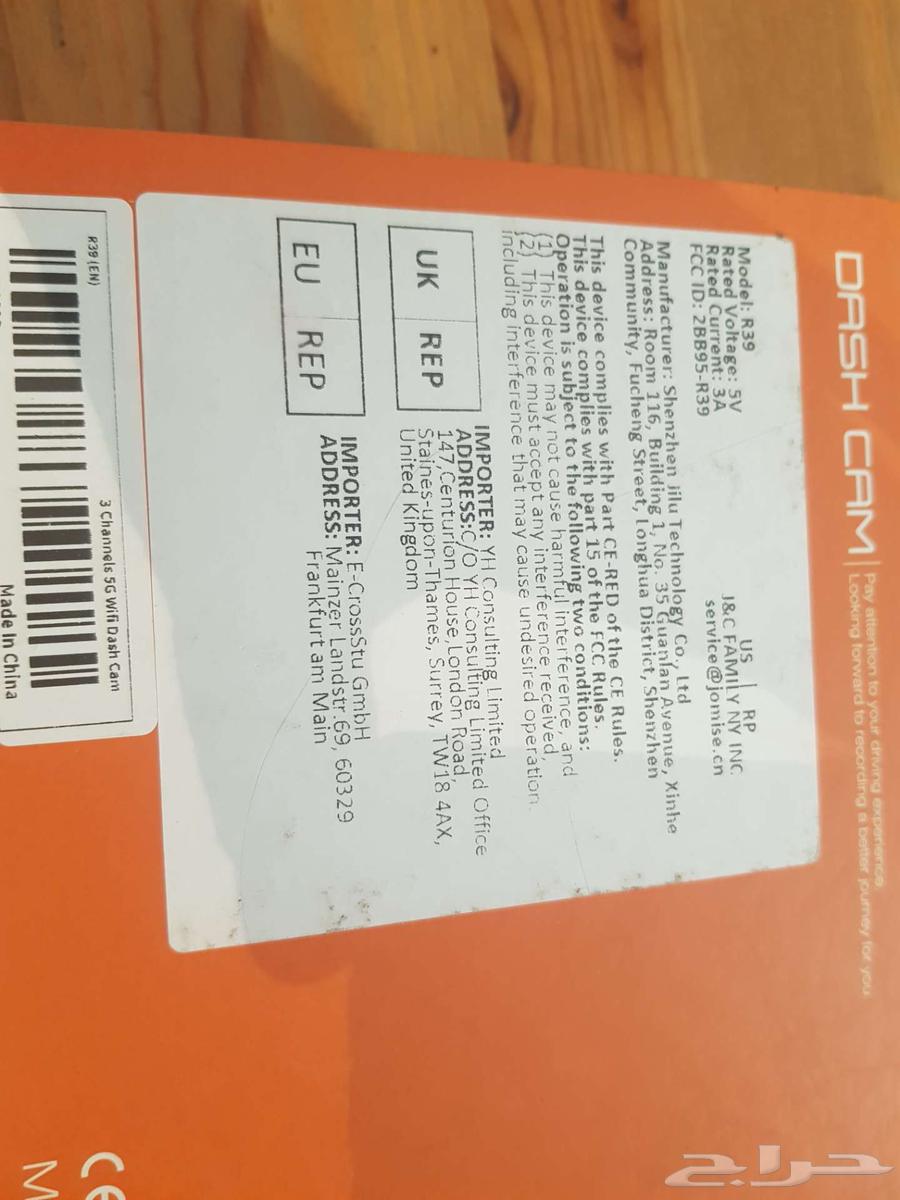 DASH CAM
Pay attention to your driving experience.
Looking forward to recording a better journey for you.
Model: R39
Rated Voltage: 5V
Rated Current: 3A
FCC ID: 2BB95-R39
US RP
J&C FAMILY NY INC.
service@jomise.cn
Manufacturer: Shenzhen jilu Technology Co., Ltd
Address: Room 116, Building 1, No. 35 Guanlan Avenue, Xinhe
Community, Fucheng Street, Longhua District, Shenzhen
This device complies with Part CE-RED of the CE Rules.
This device complies with part 15 of the FCC Rules.
Operation is subject to the following two conditions:
(1) This device may not cause harmful interference, and
(2) This device must accept any interference received,
including interference that may cause undesired operation.
UK REP
IMPORTER: YH Consulting Limited
ADDRESS:C/O YH Consulting Limited Office
147,Centurion House, London Road,
Staines-upon-Thames, Surrey, TW18 4AX,
United Kingdom
EU REP
IMPORTER: E-CrossStu GmbH
ADDRESS: Mainzer Landstr.69, 60329
Frankfurt am Main
R39 (EN)
3 Channels 5G Wifi Dash Cam
Made In China
CE
حراج